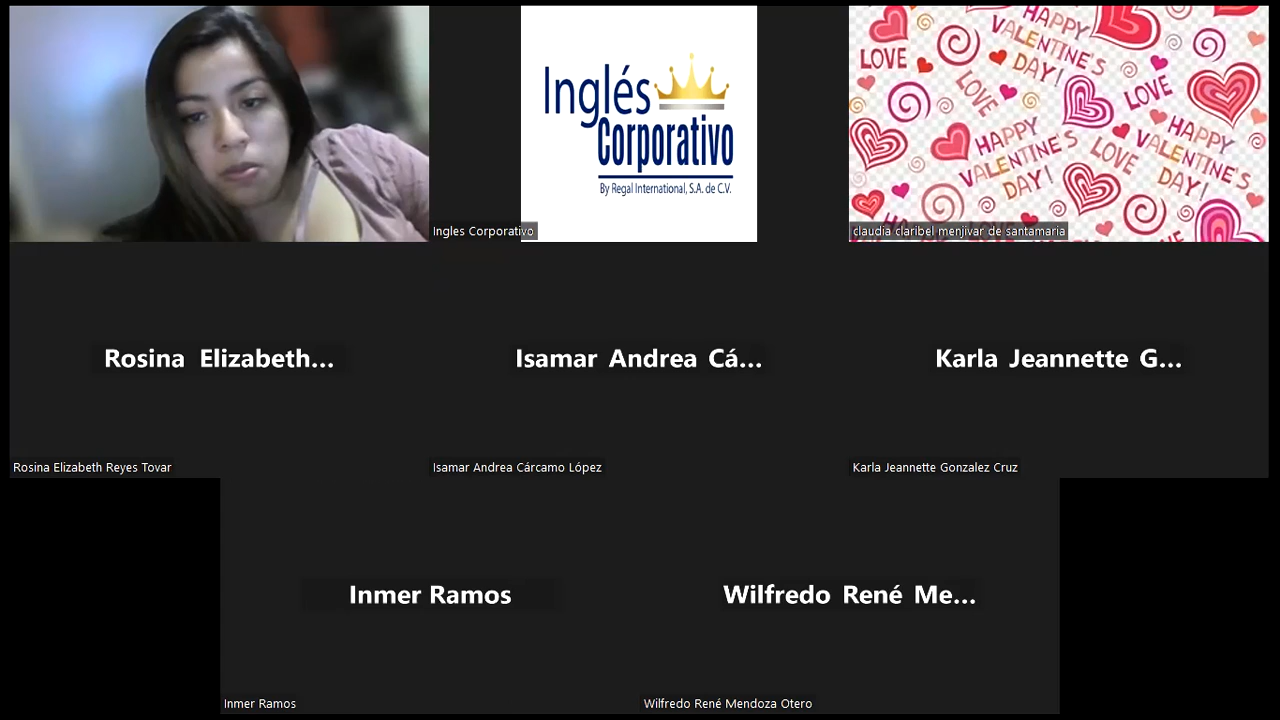 Inglés
Corporativo
By Regal International, S.A. de C.V.
Ingles Corporativo
HAPPY
VALENTINE'S
DAY!
LOVE
LOVE
LOVE
HAPPY
VALENTINE'S
DAY!
LOVE
HAPPY
VALENTINE'S
DAY!
claudia claribel menjivar de santamaria
Rosina Elizabeth...
Isamar Andrea Cá...
Karla Jeannette G...
Rosina Elizabeth Reyes Tovar
Isamar Andrea Cárcamo López
Karla Jeannette Gonzalez Cruz
Inmer Ramos
Wilfredo René Me...
Inmer Ramos
Wilfredo René Mendoza Otero